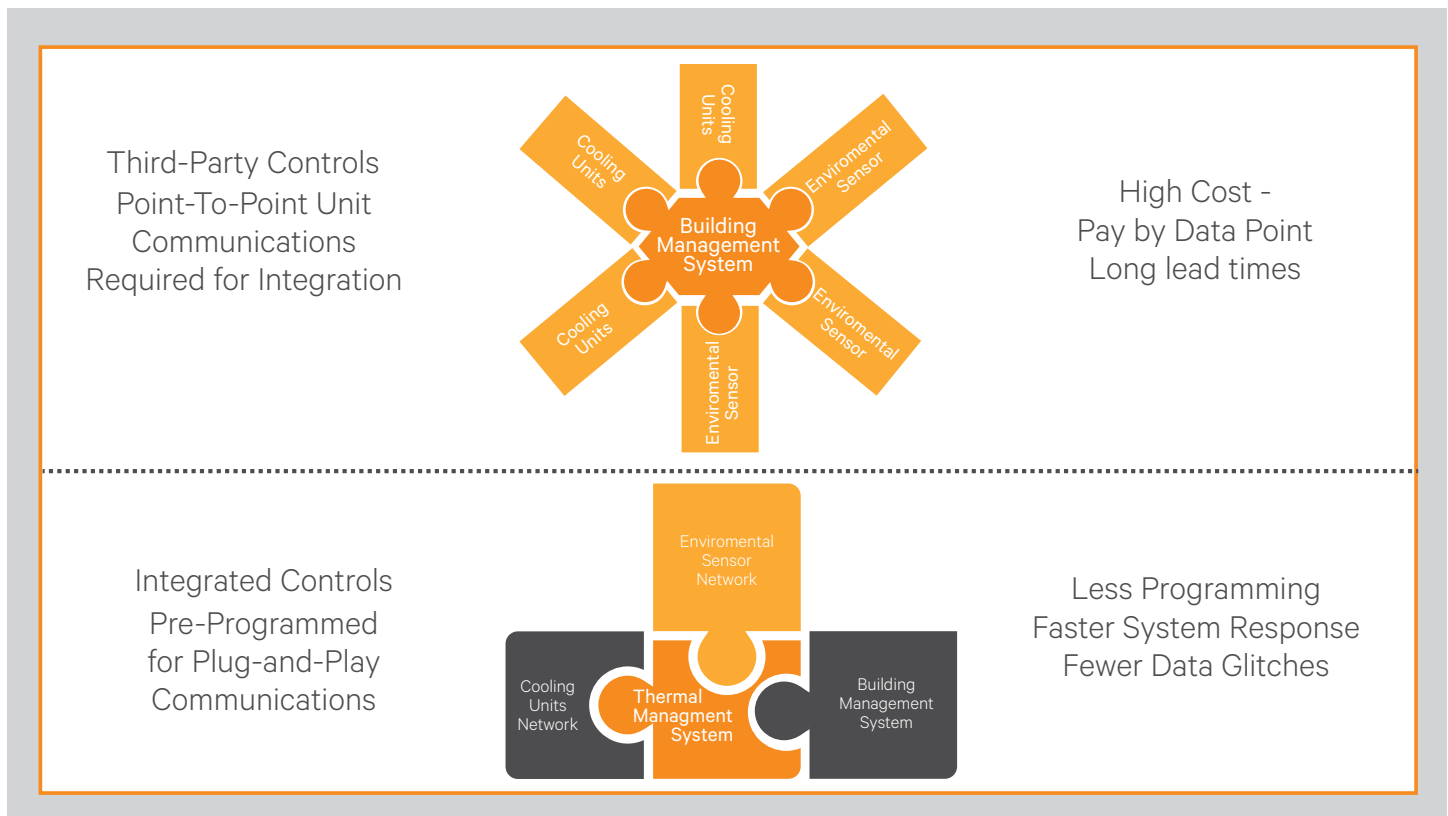 Third-Party Controls
Point-To-Point Unit
Communications
Required for Integration
Cooling
Units
Cooling
Units
Enviromental
Sensor
Building
Management
System
Cooling
Units
Enviromental
Sensor
Enviromental
Sensor
High Cost -
Pay by Data Point
Long lead times
Integrated Controls
Pre-Programmed
for Plug-and-Play
Communications
Enviromental
Sensor
Network
Cooling
Units
Network
Thermal
Managment
System
Building
Management
System
Less Programming
Faster System Response
Fewer Data Glitches